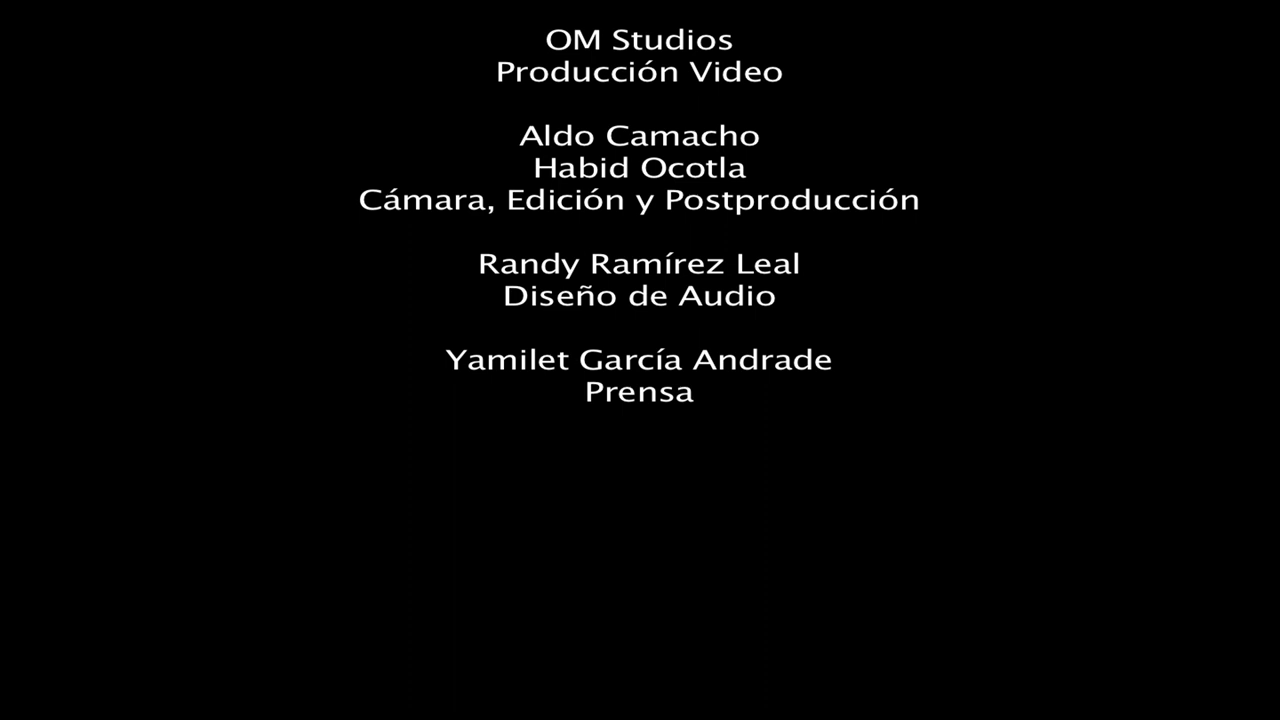 OM Studios
Producción Video
Aldo Camacho
Habid Ocotla
Cámara, Edición y Postproducción
Randy Ramírez Leal
Diseño de Audio
Yamilet García Andrade
Prensa